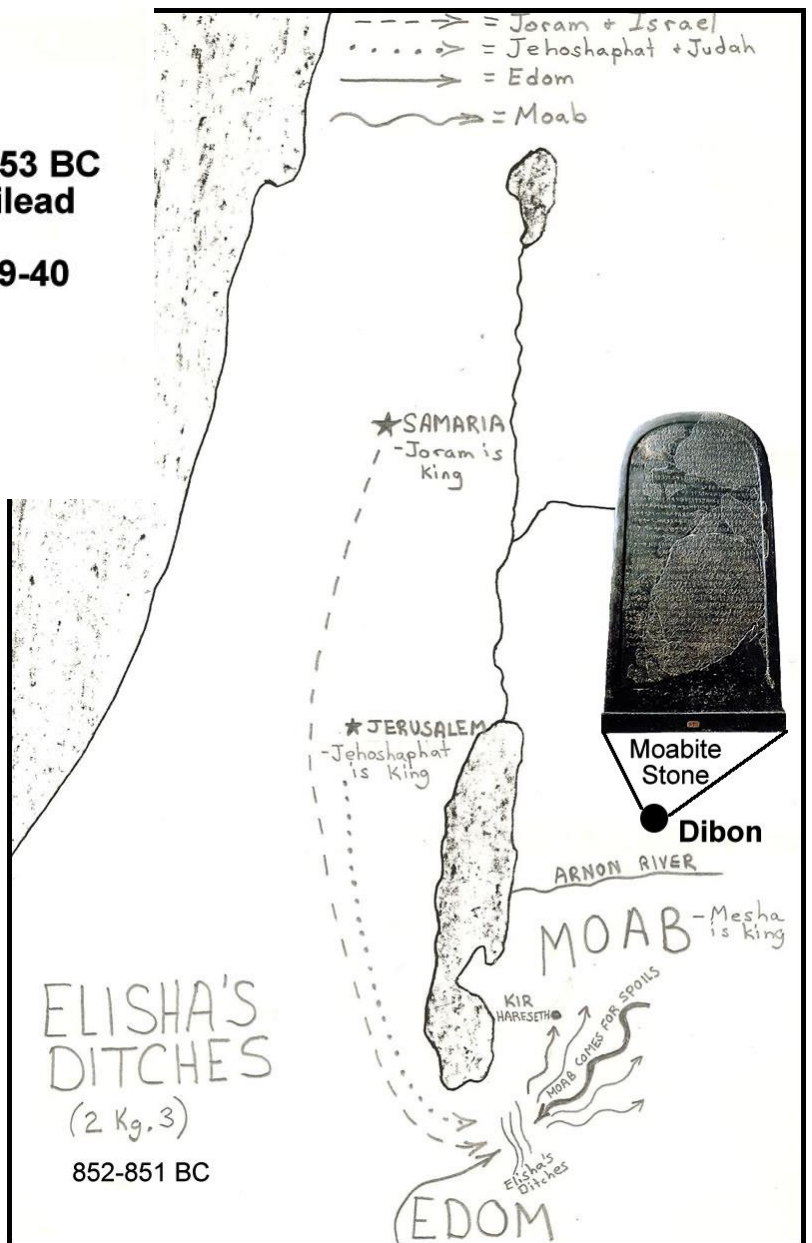 = Joram + Israel
= Jehoshaphat + Judah
= Edom
= Moab
53 BC
ilead
9-40
SAMARIA
-Joram is
King
JERUSALEM
-Jehoshaphat
is King
Moabite
Stone
Dibon
ARNON RIVER
MOAB
-Mesha
is king
KIR
HARESETH
MOAB COMES FOR SPOILS
ELISHA'S
DITCHES
(2 Kg. 3)
852-851 BC
Elisha's
Ditches
EDOM